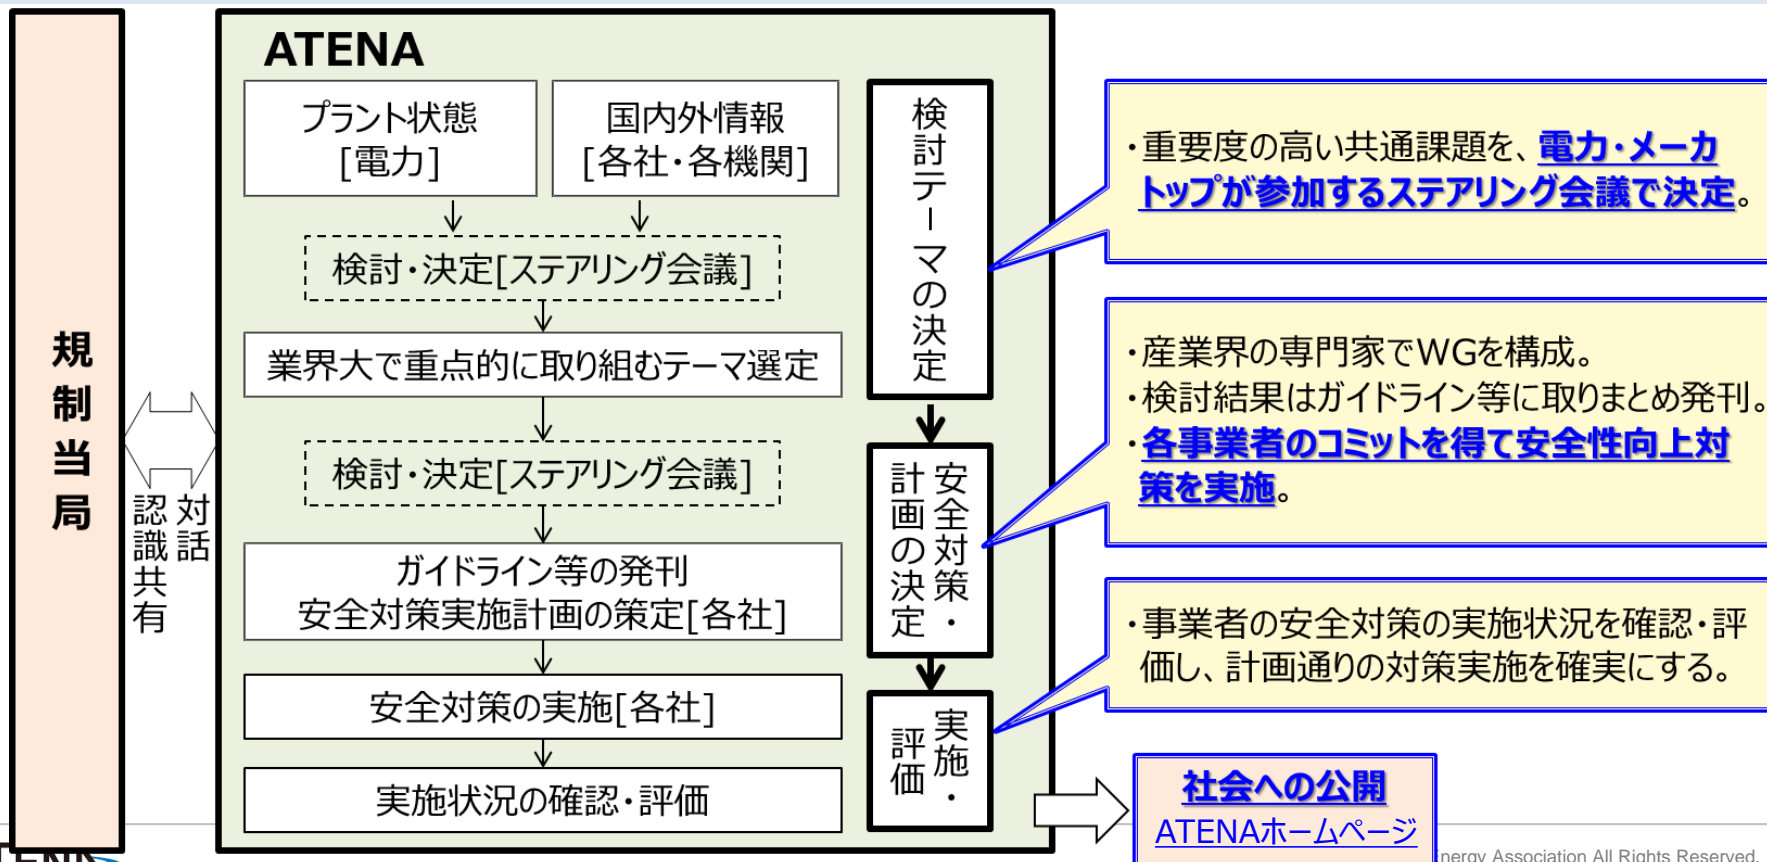 規制当局
対話
認識共有
ATENA
プラント状態
[電力]
国内外情報
[各社・各機関]
検討・決定[ステアリング会議]
業界大で重点的に取り組むテーマ選定
検討・決定[ステアリング会議]
ガイドライン等の発刊
安全対策実施計画の策定[各社]
安全対策の実施[各社]
実施状況の確認・評価
検討テーマの決定
安全対策・
計画の決定
実施・
評価
・重要度の高い共通課題を、電力・メーカ
トップが参加するステアリング会議で決定。
・産業界の専門家でWGを構成。
・検討結果はガイドライン等に取りまとめ発刊。
・各事業者のコミットを得て安全性向上対
策を実施。
・事業者の安全対策の実施状況を確認・評
価し、計画通りの対策実施を確実にする。
社会への公開
ATENAホームページ
Association All Rights Reserved.